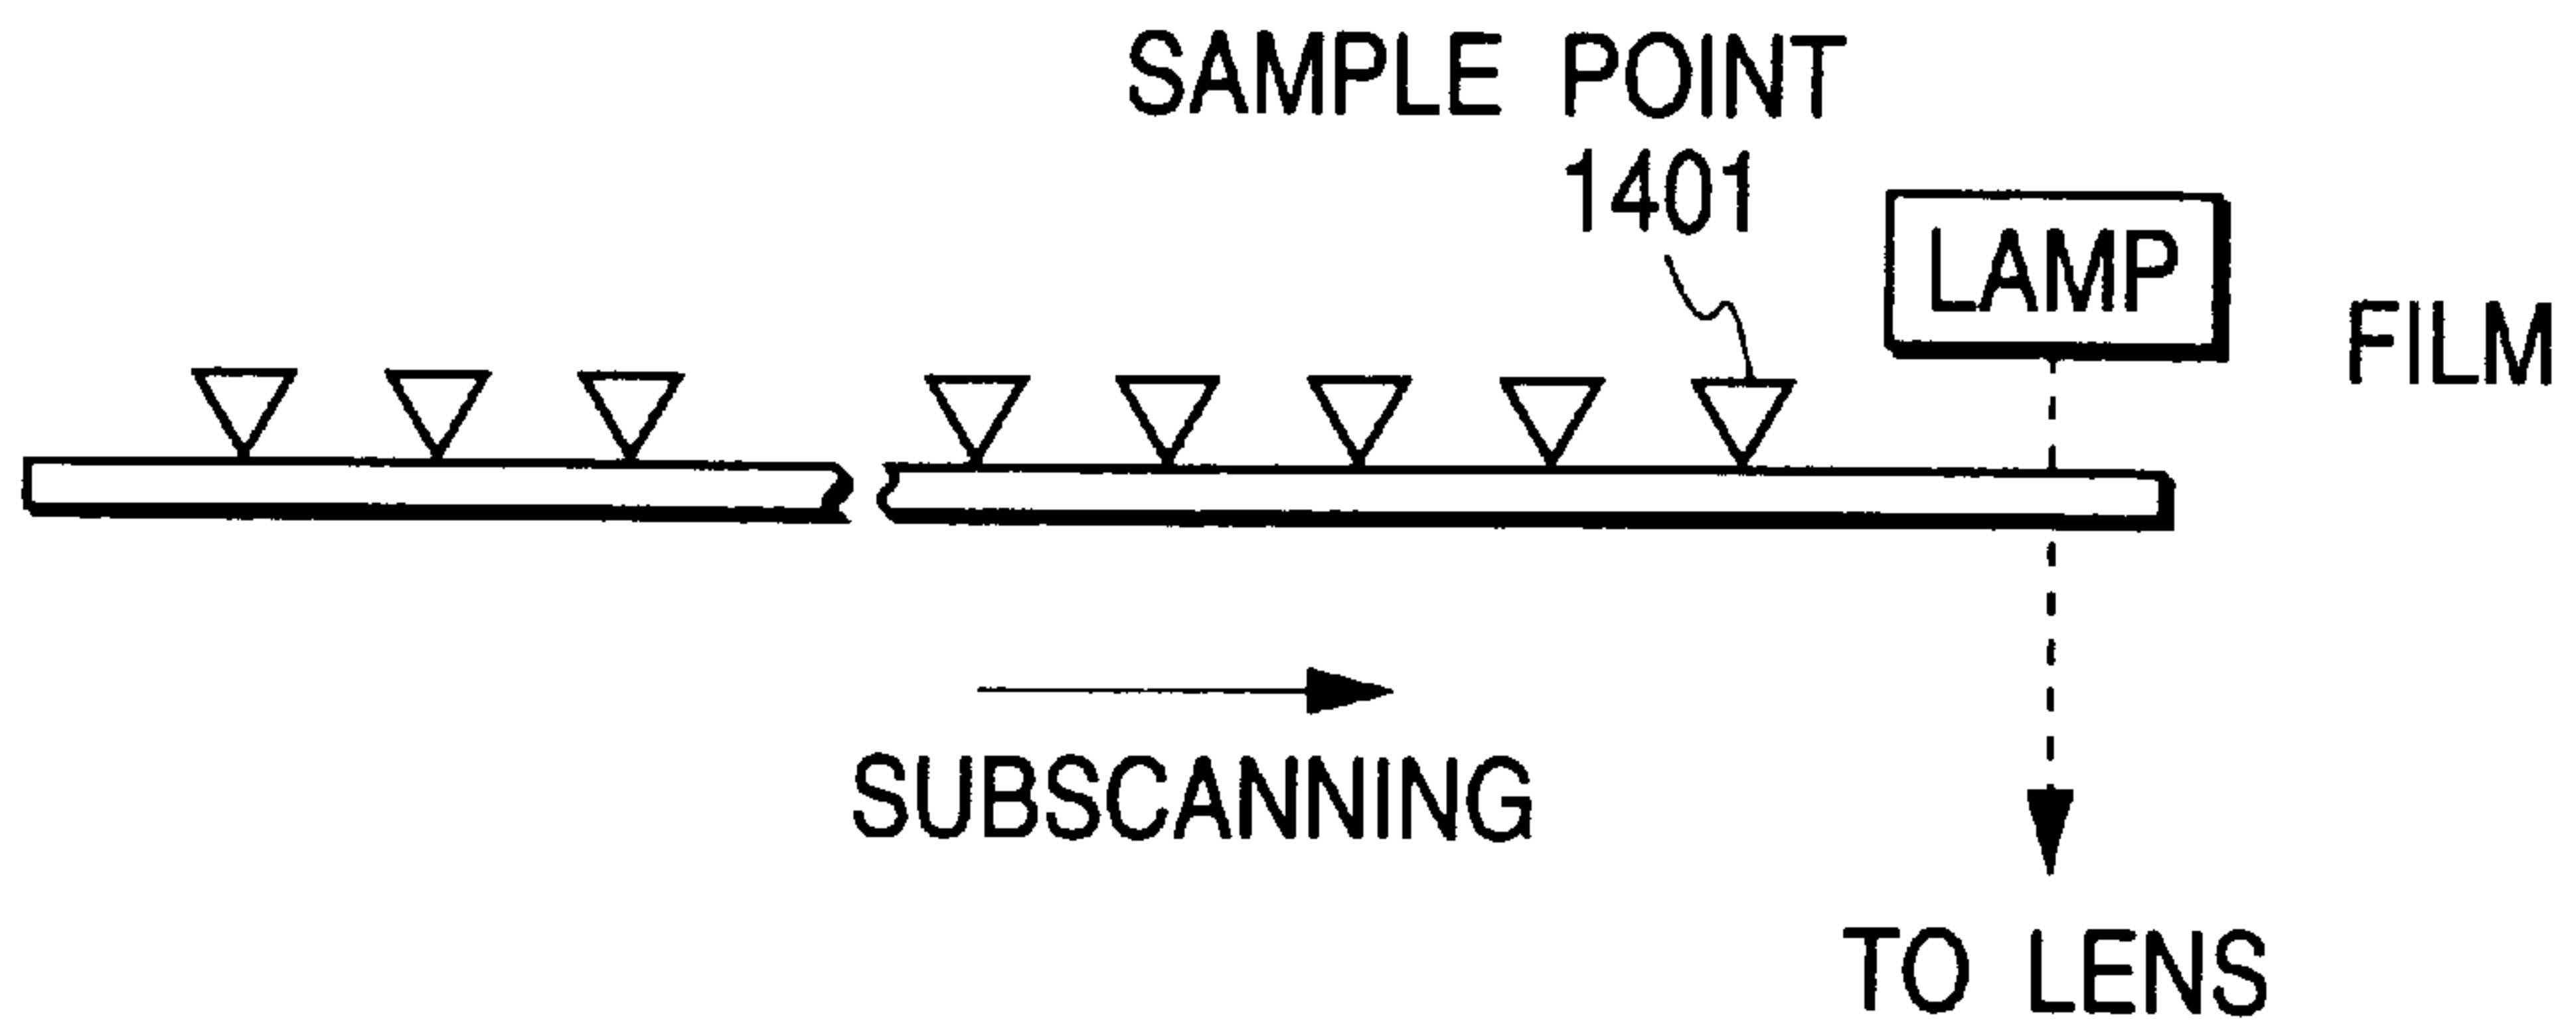 SAMPLE POINT
1401
LAMP
FILM
SUBSCANNING
TO LENS